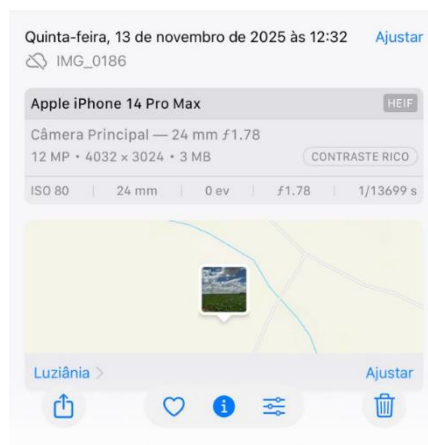 Quinta-feira, 13 de novembro de 2025 às 12:32 Ajustar
IMG_0186
Apple iPhone 14 Pro Max HEIF
Câmera Principal — 24 mm ƒ1.78
12 MP • 4032 × 3024 • 3 MB CONTRASTE RICO
ISO 80 24 mm 0 ev ƒ1.78 1/13699 s
Luziânia Ajustar